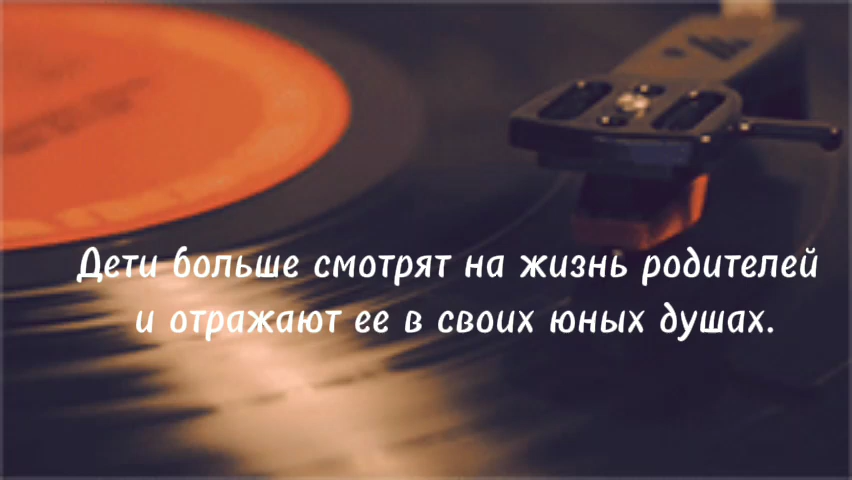 Дети больше смотрят на жизнь родителей
и отражают ее в своих юных душах.